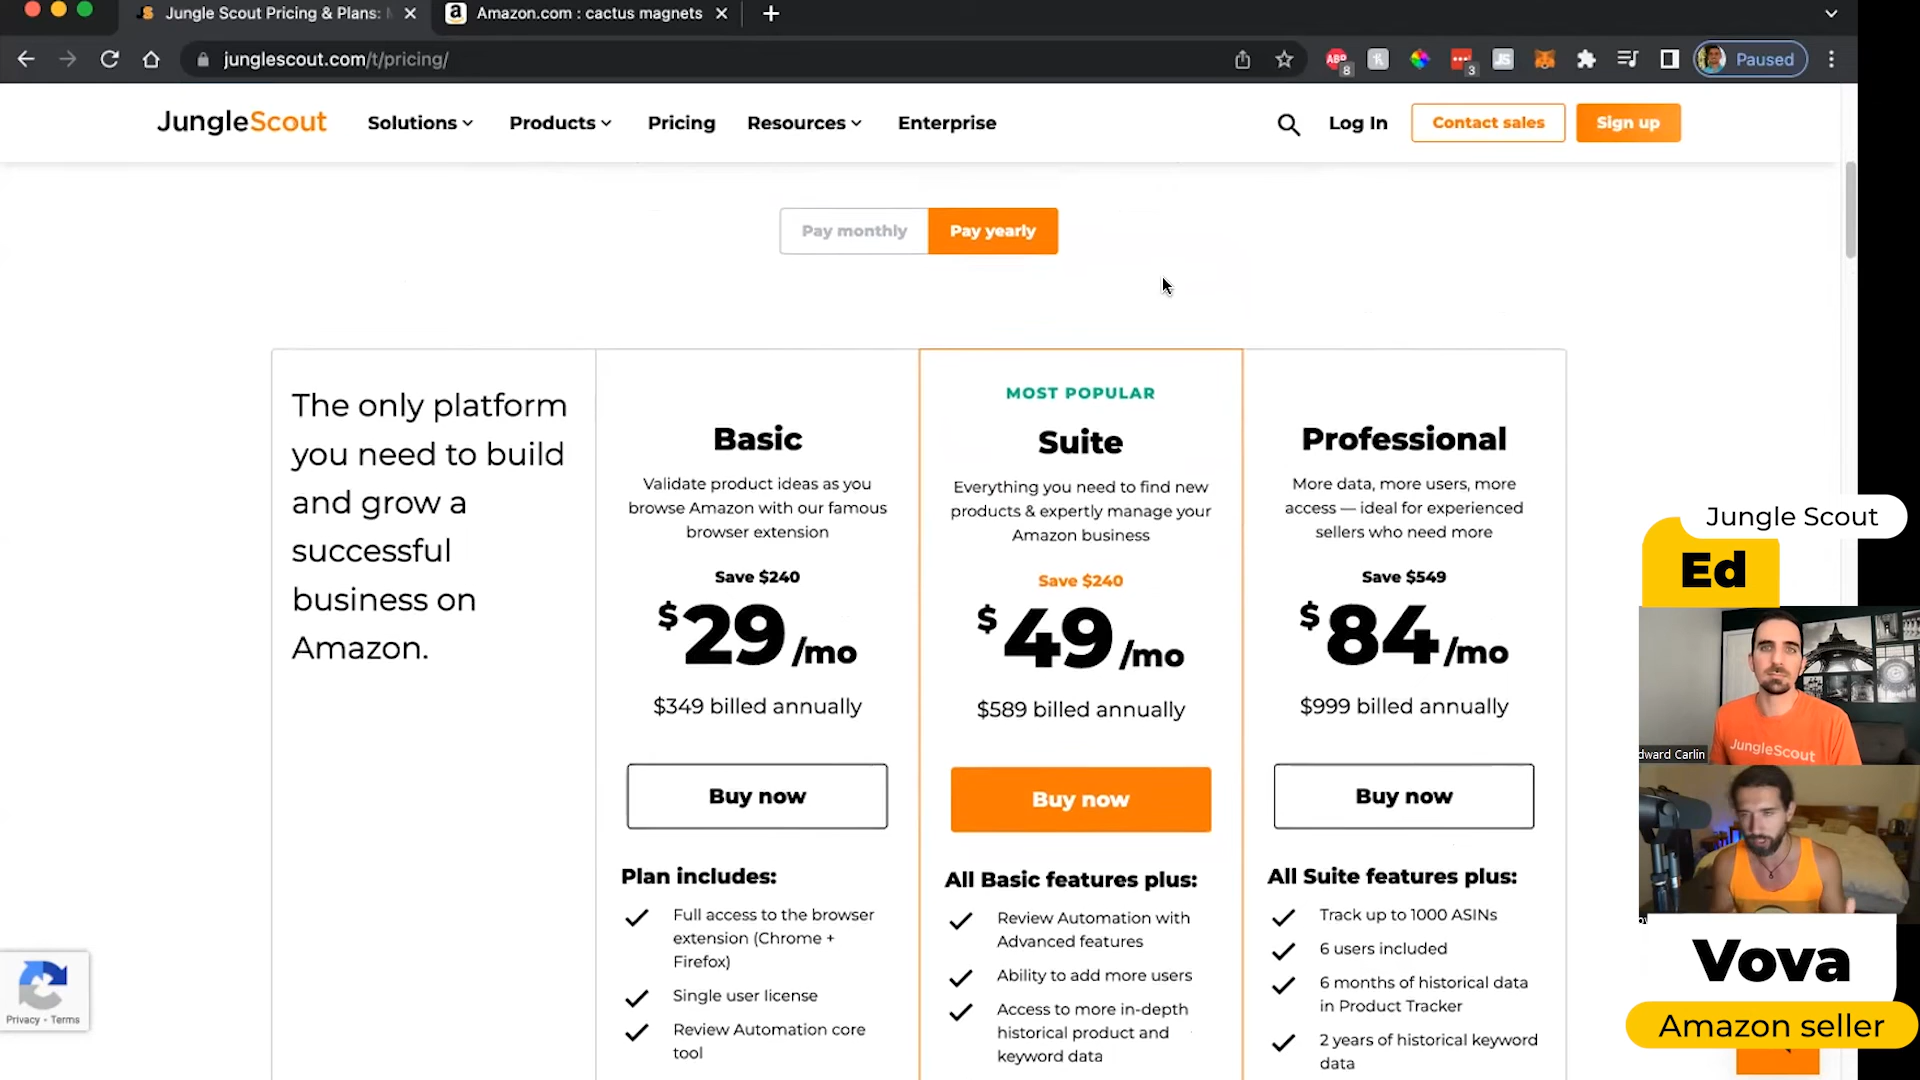 Jungle Scout Pricing & Plans:
Amazon.com : cactus magnets
junglescout.com/t/pricing/
ABP
8
3
JS
Paused
JungleScout
Solutions
Products
Pricing
Resources
Enterprise
Log In
Contact sales
Sign up
Pay monthly
Pay yearly
The only platform
you need to build
and grow a
successful
business on
Amazon.
Basic
Validate product ideas as you
browse Amazon with our famous
browser extension
Save $240
$29/mo
$349 billed annually
Buy now
Plan includes:
Full access to the browser
extension (Chrome +
Firefox)
Single user license
Review Automation core
tool
MOST POPULAR
Suite
Everything you need to find new
products & expertly manage your
Amazon business
Save $240
$49/mo
$589 billed annually
Buy now
All Basic features plus:
Review Automation with
Advanced features
Ability to add more users
Access to more in-depth
historical product and
keyword data
Professional
More data, more users, more
access — ideal for experienced
sellers who need more
Save $549
$84/mo
$999 billed annually
Buy now
All Suite features plus:
Track up to 1000 ASINs
6 users included
6 months of historical data
in Product Tracker
2 years of historical keyword
data
Privacy - Terms
Jungle Scout
Ed
JungleScout
dward Carlin
Vova
Amazon seller